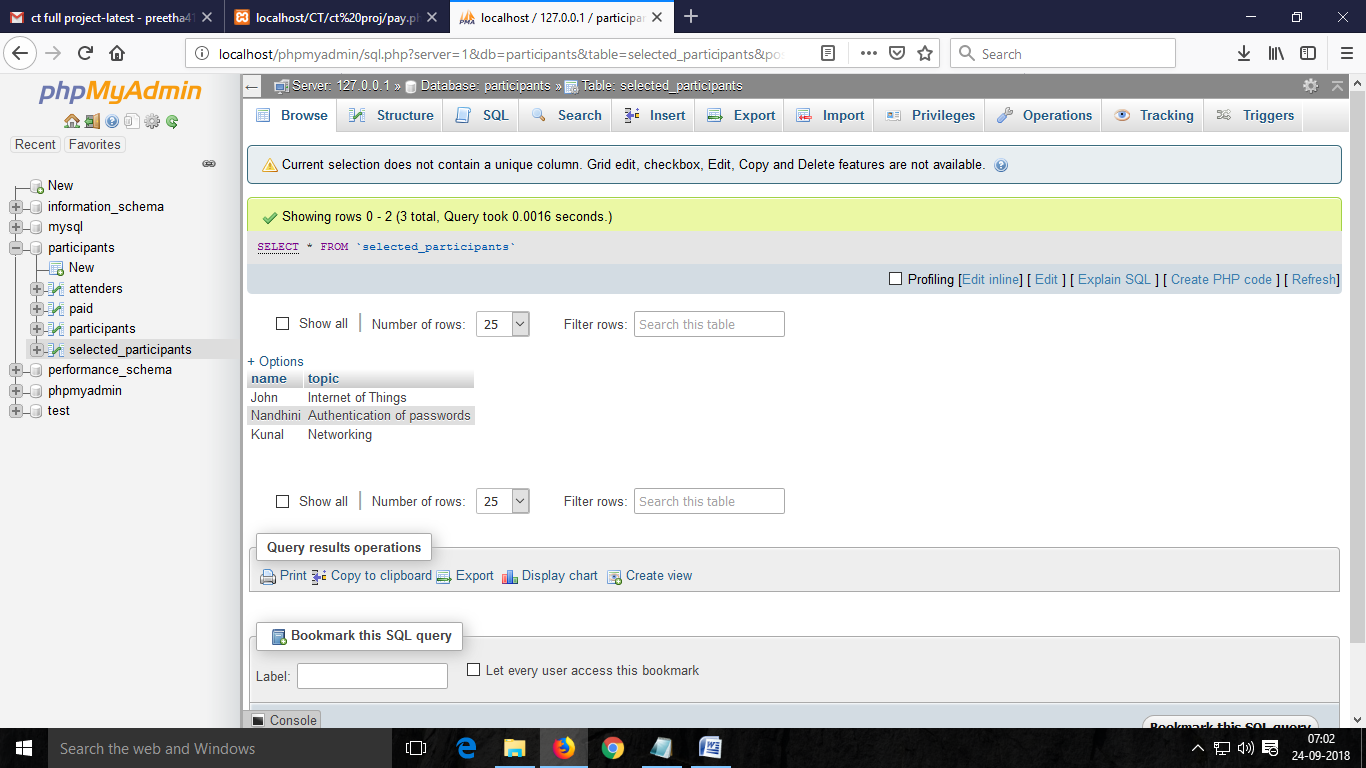 ct full project-latest - preetha41
localhost/CT/ct%20proj/pay.ph
localhost / 127.0.0.1 / participan
localhost/phpmyadmin/sql.php?server=1&db=participants&table=selected_participants&pos
Search
phpMyAdmin
Recent Favorites
New
information_schema
mysql
participants
New
attenders
paid
participants
selected_participants
performance_schema
phpmyadmin
test
Server: 127.0.0.1 » Database: participants » Table: selected_participants
Browse Structure SQL Search Insert Export Import Privileges Operations Tracking Triggers
Current selection does not contain a unique column. Grid edit, checkbox, Edit, Copy and Delete features are not available.
Showing rows 0 - 2 (3 total, Query took 0.0016 seconds.)
SELECT * FROM `selected_participants`
Profiling [Edit inline] [ Edit ] [ Explain SQL ] [ Create PHP code ] [ Refresh]
Show all | Number of rows: 25 Filter rows: Search this table
+ Options
name topic
John Internet of Things
Nandhini Authentication of passwords
Kunal Networking
Show all | Number of rows: 25 Filter rows: Search this table
Query results operations
Print Copy to clipboard Export Display chart Create view
Bookmark this SQL query
Label: Let every user access this bookmark
Console
Bookmark this SQL query
Search the web and Windows
07:02
24-09-2018